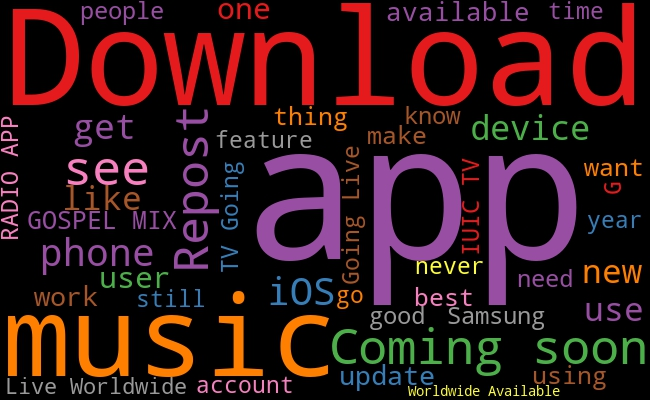 people
one
available
time
Download
thing
know
get
device
feature
make
RADIO APP
see
Repost
app
want
like
TV Going
Going Live
IUIC TV
G
GOSPEL MIX
year
phone
never
user
need
new
iOS
go
best
work
still
use
good
Samsung
music
Coming soon
Live Worldwide
account
update
using
Worldwide Available